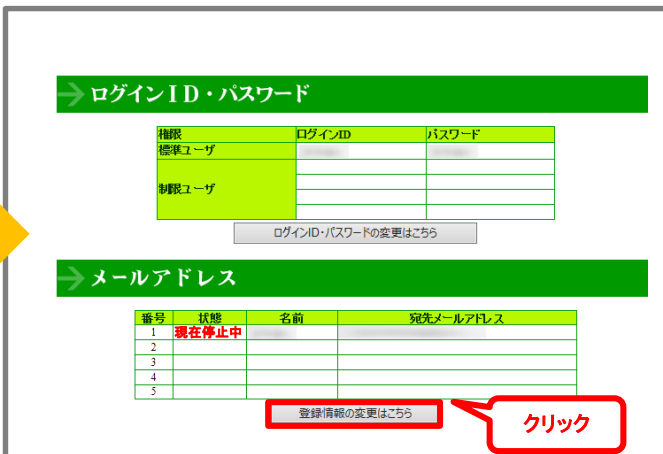 ログインID・パスワード
権限 ログインID パスワード
標準ユーザ
制限ユーザ
ログインID・パスワードの変更はこちら
メールアドレス
番号 状態 名前 宛先メールアドレス
1 現在停止中
2
3
4
5
登録情報の変更はこちら
クリック